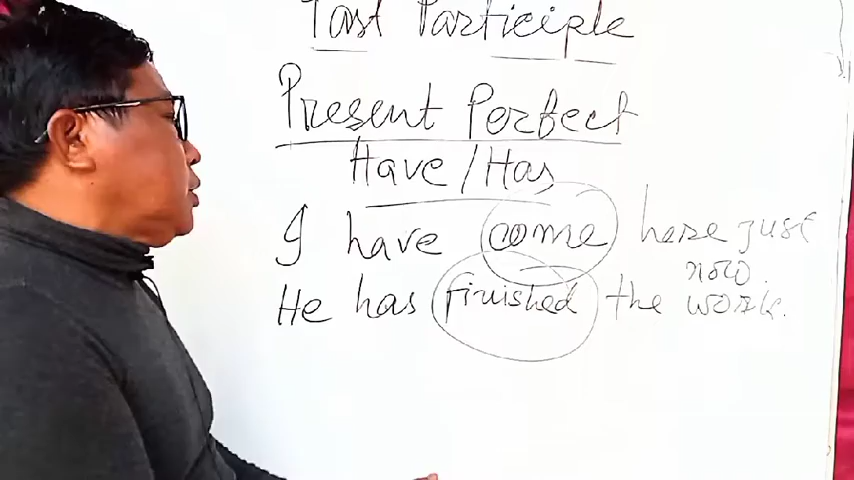 Past Participle
Present Perfect
Have/Has
I have come here just
now.
He has finished the work.